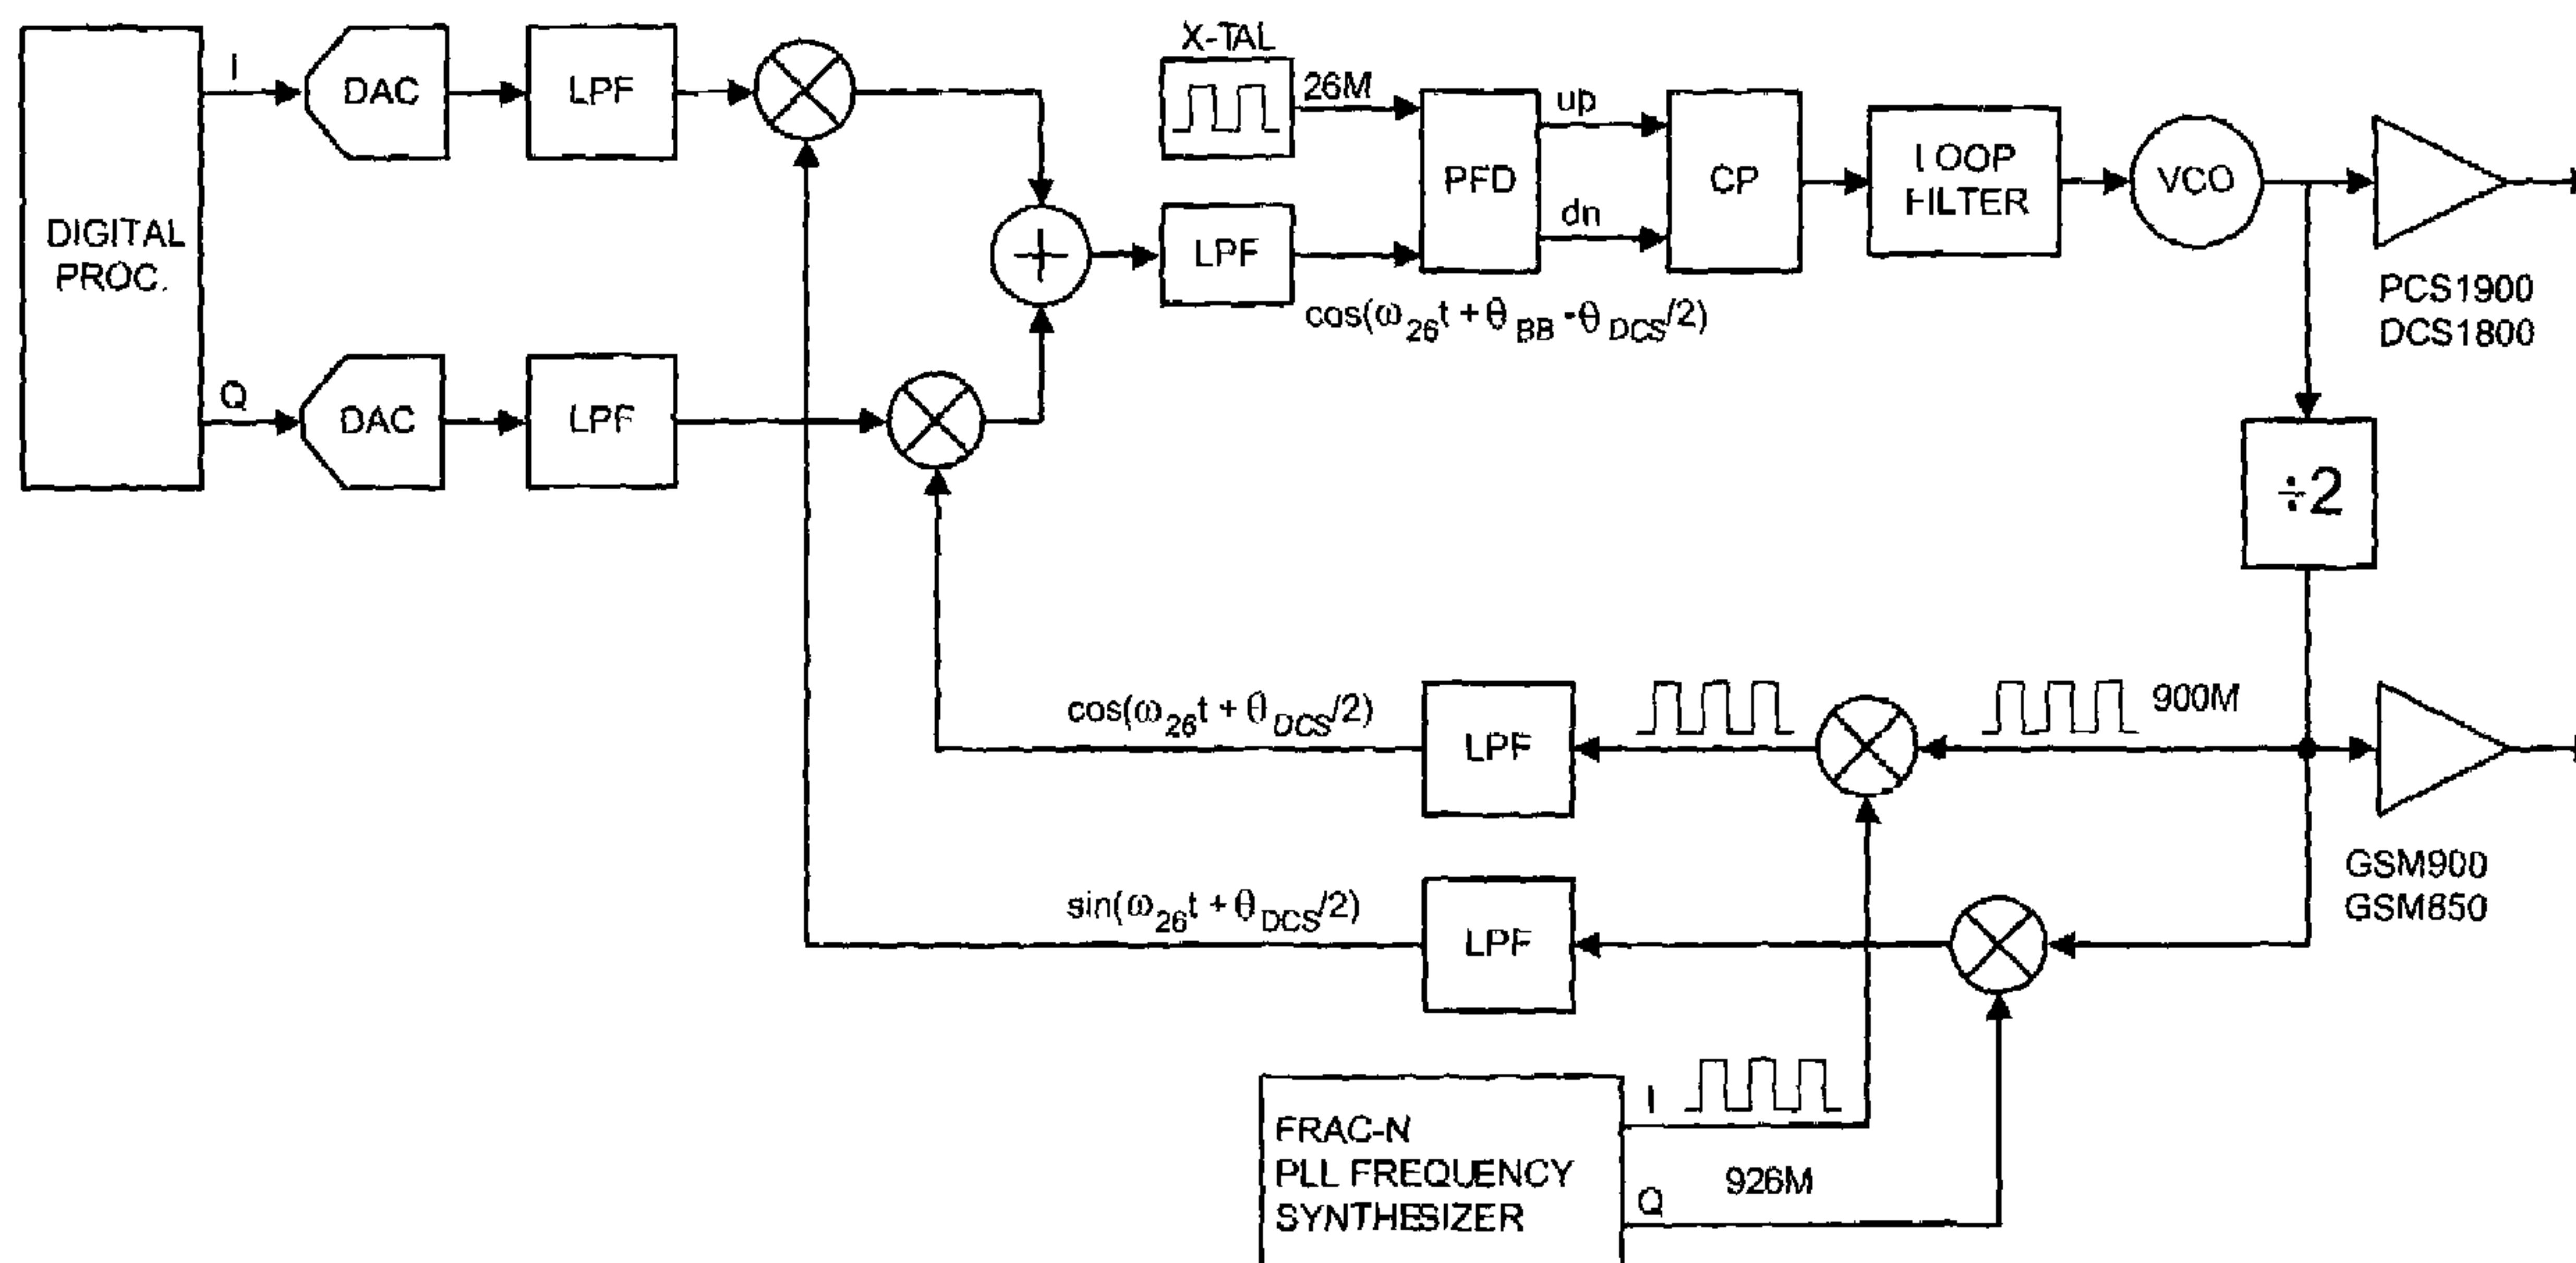 X-TAL
I
DAC
LPF
26M
up
PFD
CP
LOOP
FILTER
VCO
dn
LPF
DIGITAL
PROC.
PCS1900
DCS1800
cos(ω26t + θBB - θDCS/2)
Q
DAC
LPF
÷2
cos(ω26t + θDCS/2)
LPF
900M
sin(ω26t + θDCS/2)
LPF
GSM900
GSM850
I
FRAC-N
PLL FREQUENCY
SYNTHESIZER
926M
Q